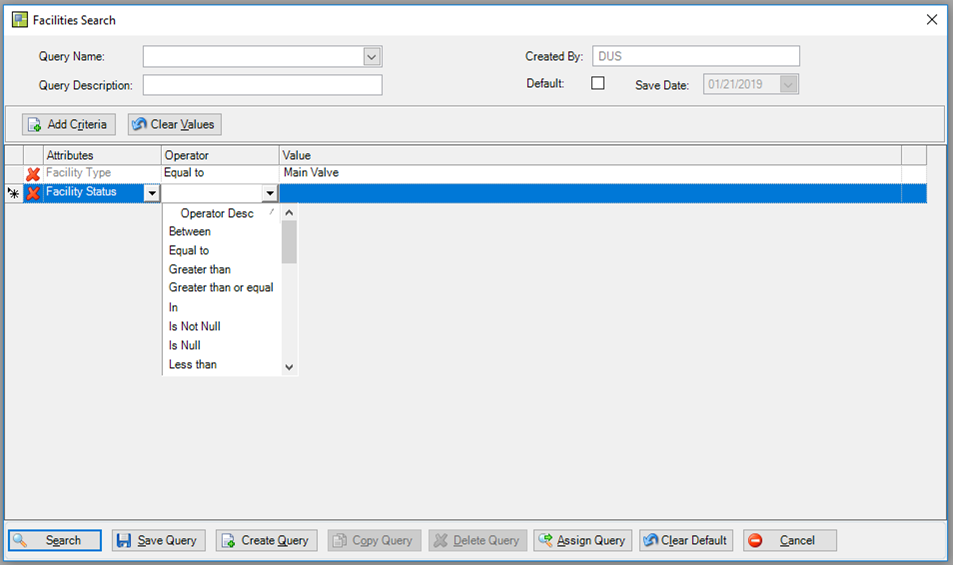 Facilities Search
Query Name: Created By: DUS
Query Description: Default: Save Date: 01/21/2019
Add Criteria Clear Values
Attributes Operator Value
Facility Type Equal to Main Valve
Facility Status
Operator Desc
Between
Equal to
Greater than
Greater than or equal
In
Is Not Null
Is Null
Less than
Search Save Query Create Query Copy Query Delete Query Assign Query Clear Default Cancel